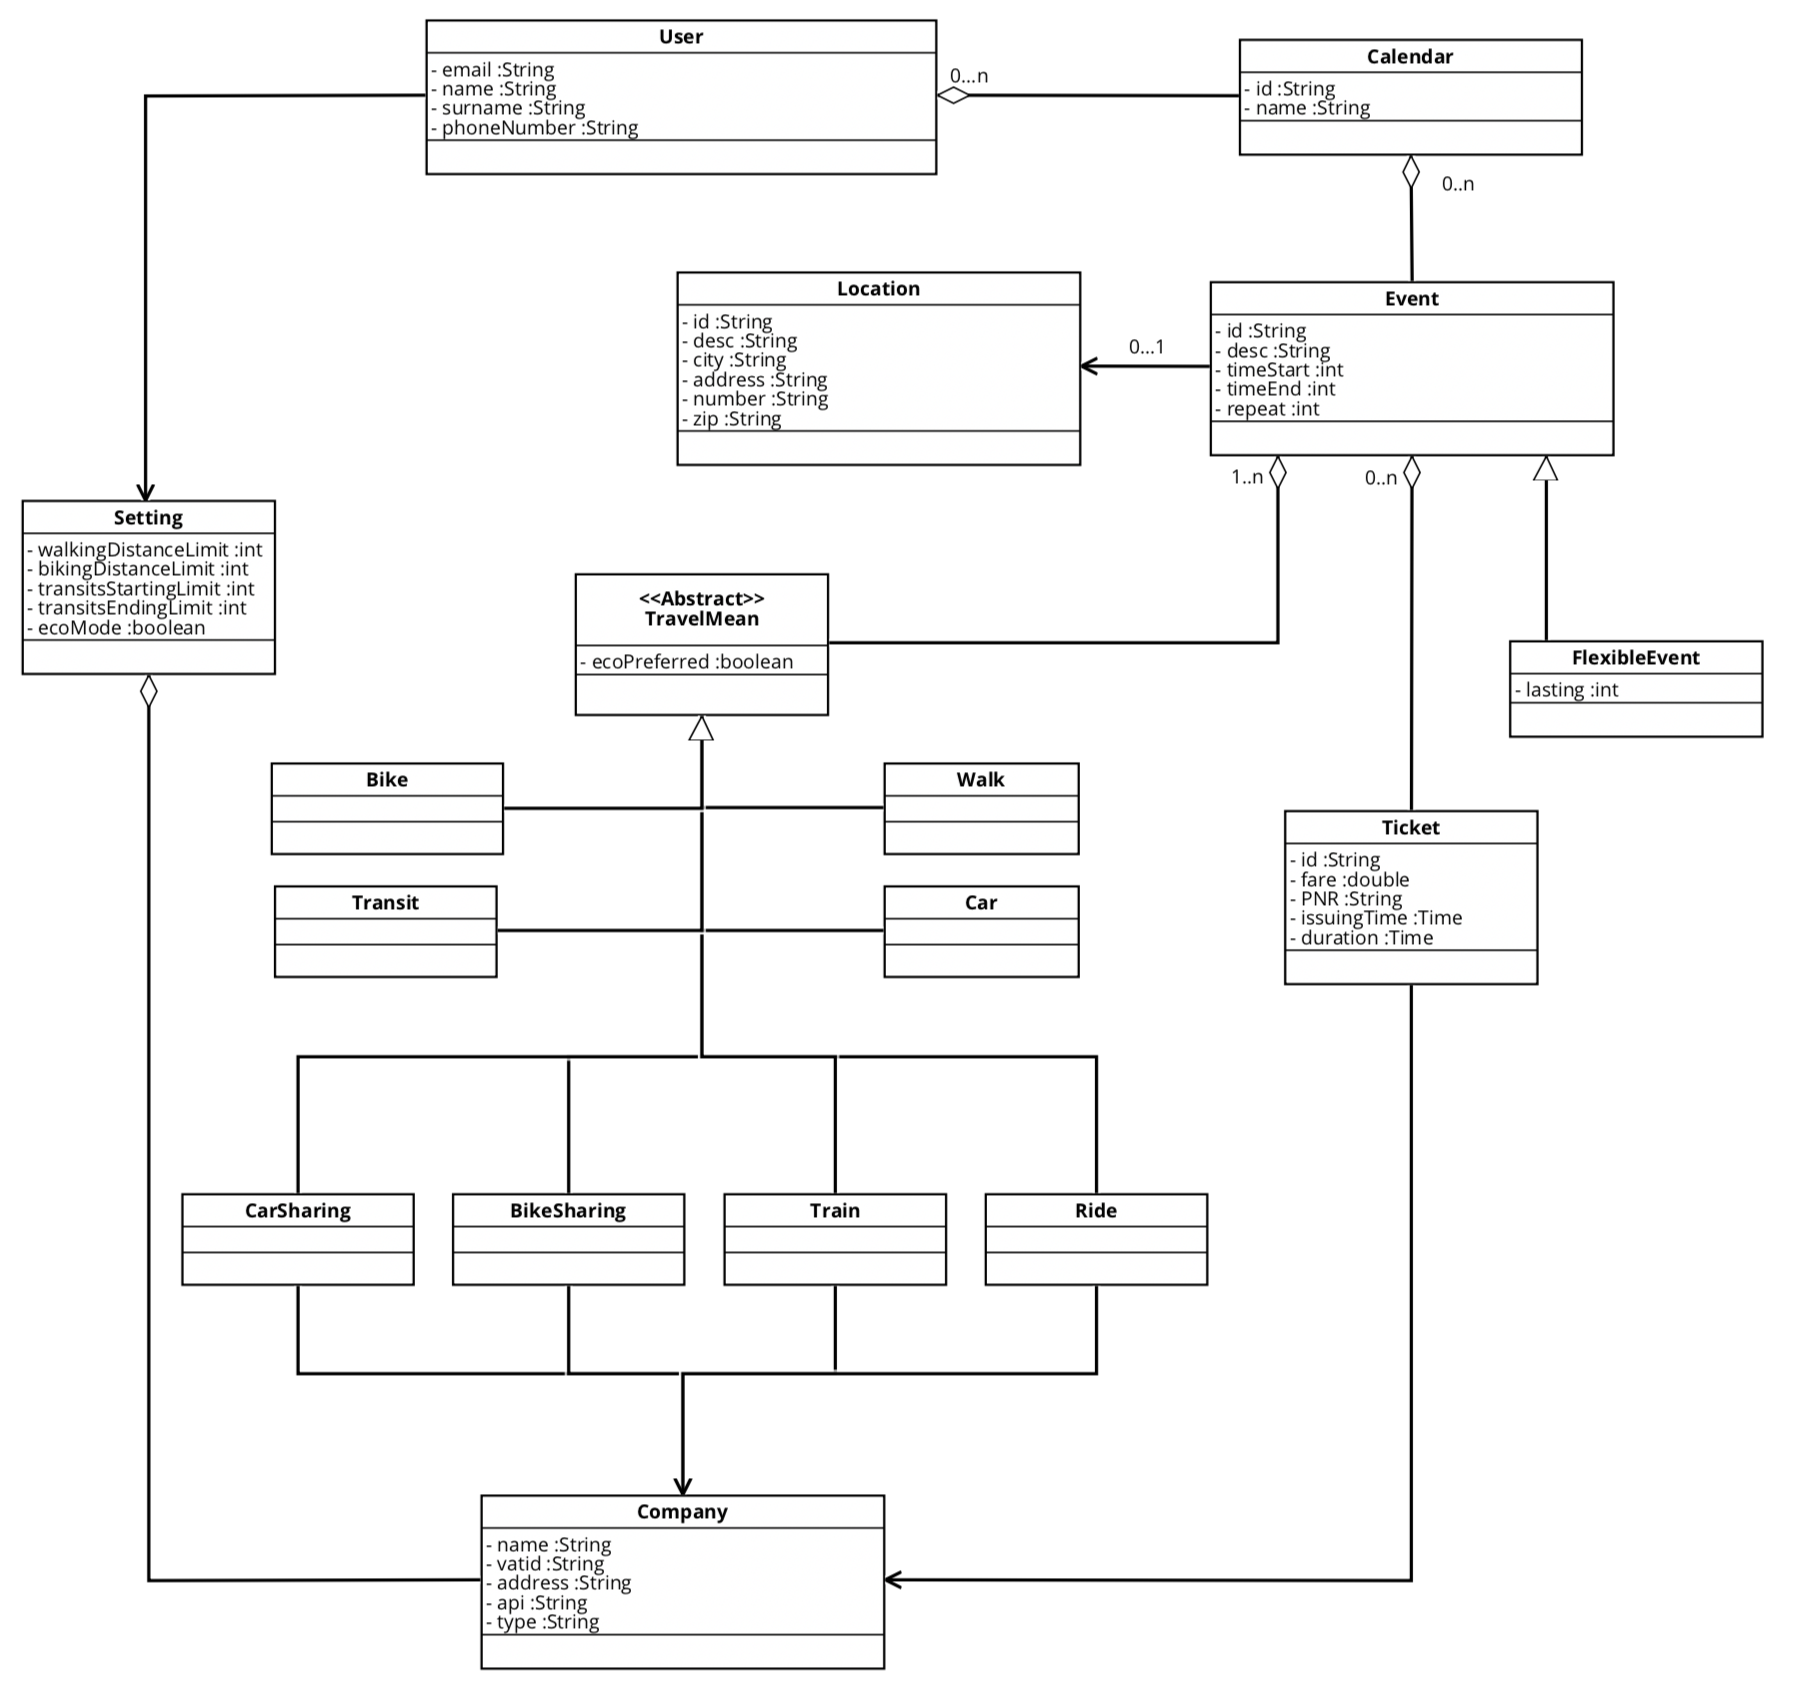 User
- email :String
- name :String
- surname :String
- phoneNumber :String
0...n
Calendar
- id :String
- name :String
0..n
Location
- id :String
- desc :String
- city :String
- address :String
- number :String
- zip :String
0...1
Event
- id :String
- desc :String
- timeStart :int
- timeEnd :int
- repeat :int
1..n
0..n
Setting
- walkingDistanceLimit :int
- bikingDistanceLimit :int
- transitsStartingLimit :int
- transitsEndingLimit :int
- ecoMode :boolean
<<Abstract>>
TravelMean
- ecoPreferred :boolean
FlexibleEvent
- lasting :int
Bike
Walk
Transit
Car
Ticket
- id :String
- fare :double
- PNR :String
- issuingTime :Time
- duration :Time
CarSharing
BikeSharing
Train
Ride
Company
- name :String
- vatid :String
- address :String
- api :String
- type :String